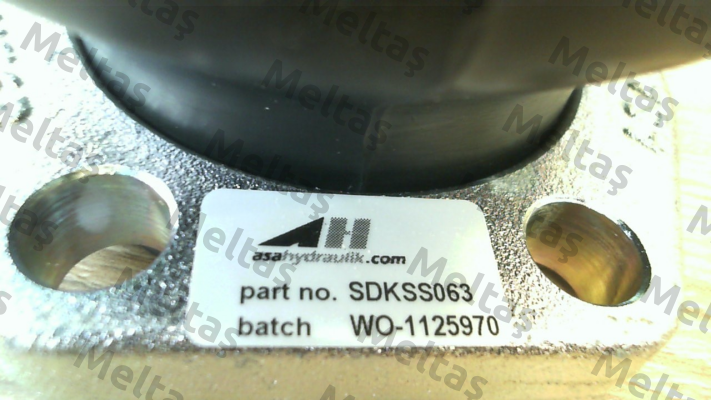 AH
asahydraulik.com
part no. SDKSS063
batch WO-1125970
Meltaş